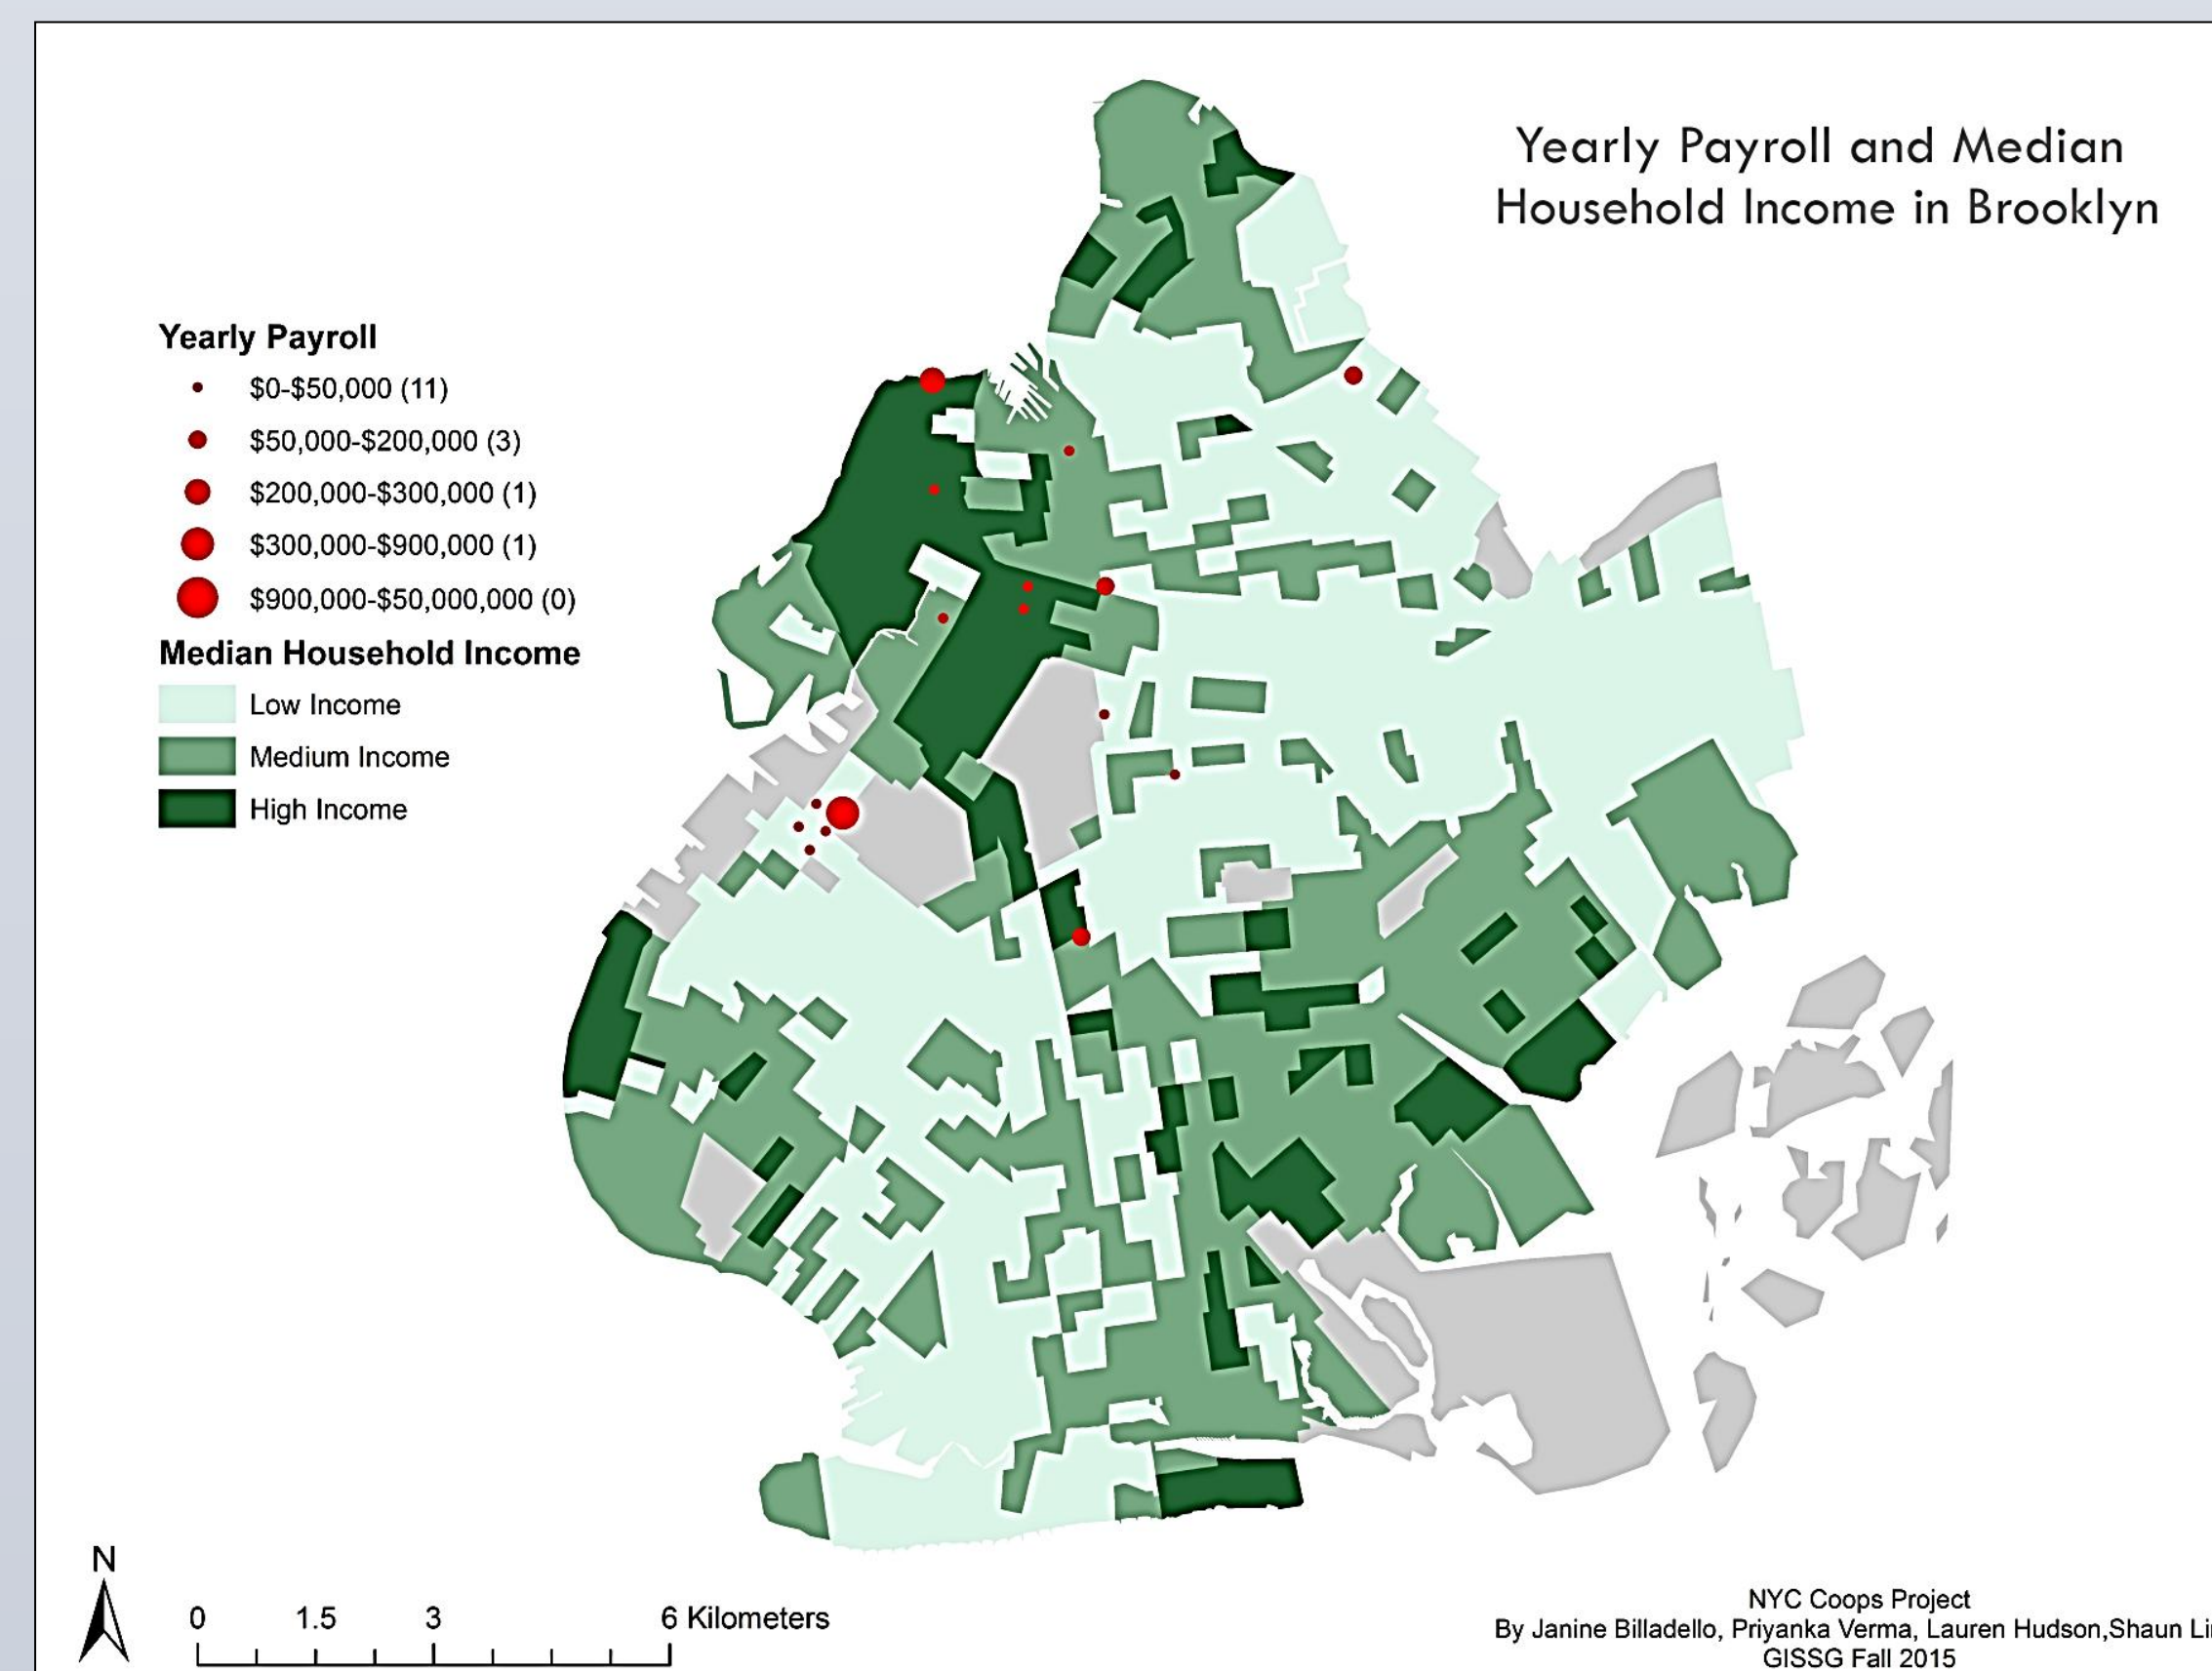 Yearly Payroll and Median
Household Income in Brooklyn
Yearly Payroll
$0-$50,000 (11)
$50,000-$200,000 (3)
$200,000-$300,000 (1)
$300,000-$900,000 (1)
$900,000-$50,000,000 (0)
Median Household Income
Low Income
Medium Income
High Income
N
0 1.5 3 6 Kilometers
NYC Coops Project
By Janine Billadello, Priyanka Verma, Lauren Hudson,Shaun
GISSG Fall 2015